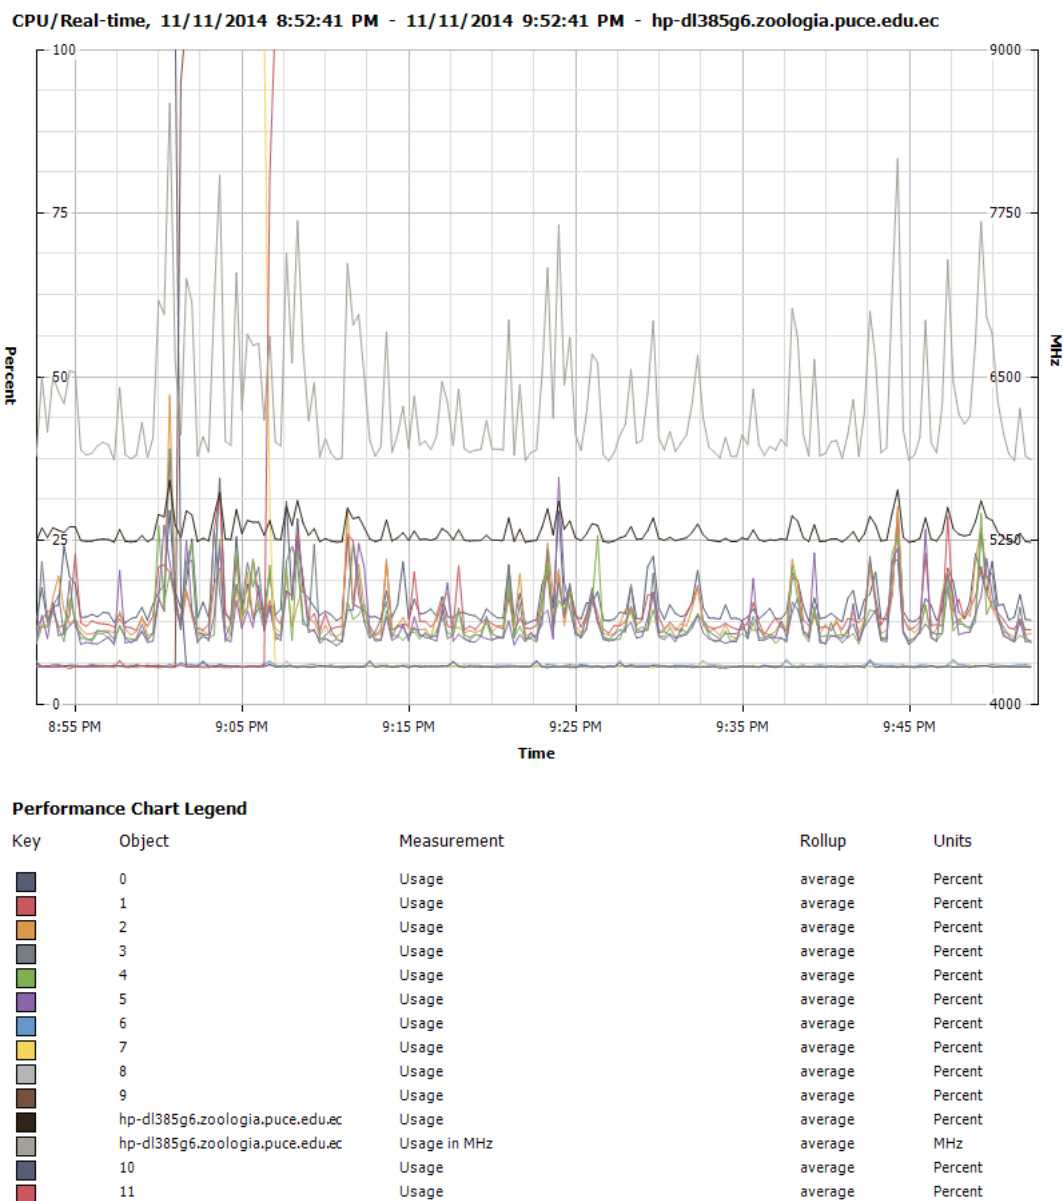 CPU/Real-time, 11/11/2014 8:52:41 PM - 11/11/2014 9:52:41 PM - hp-dl385g6.zoologia.puce.edu.ec
100 9000
75 7750
Percent
MHz
50 6500
25 5250
0 4000
8:55 PM 9:05 PM 9:15 PM 9:25 PM 9:35 PM 9:45 PM
Time
Performance Chart Legend
Key Object Measurement Rollup Units
0 Usage average Percent
1 Usage average Percent
2 Usage average Percent
3 Usage average Percent
4 Usage average Percent
5 Usage average Percent
6 Usage average Percent
7 Usage average Percent
8 Usage average Percent
9 Usage average Percent
hp-dl385g6.zoologia.puce.edu.ec Usage average Percent
hp-dl385g6.zoologia.puce.edu.ec Usage in MHz average MHz
10 Usage average Percent
11 Usage average Percent